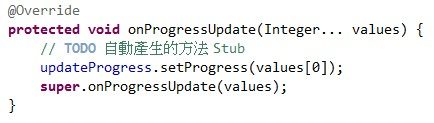 @Override
protected void onProgressUpdate(Integer... values) {
// TODO 自動產生的方法 Stub
updateProgress.setProgress(values[0]);
super.onProgressUpdate(values);
}